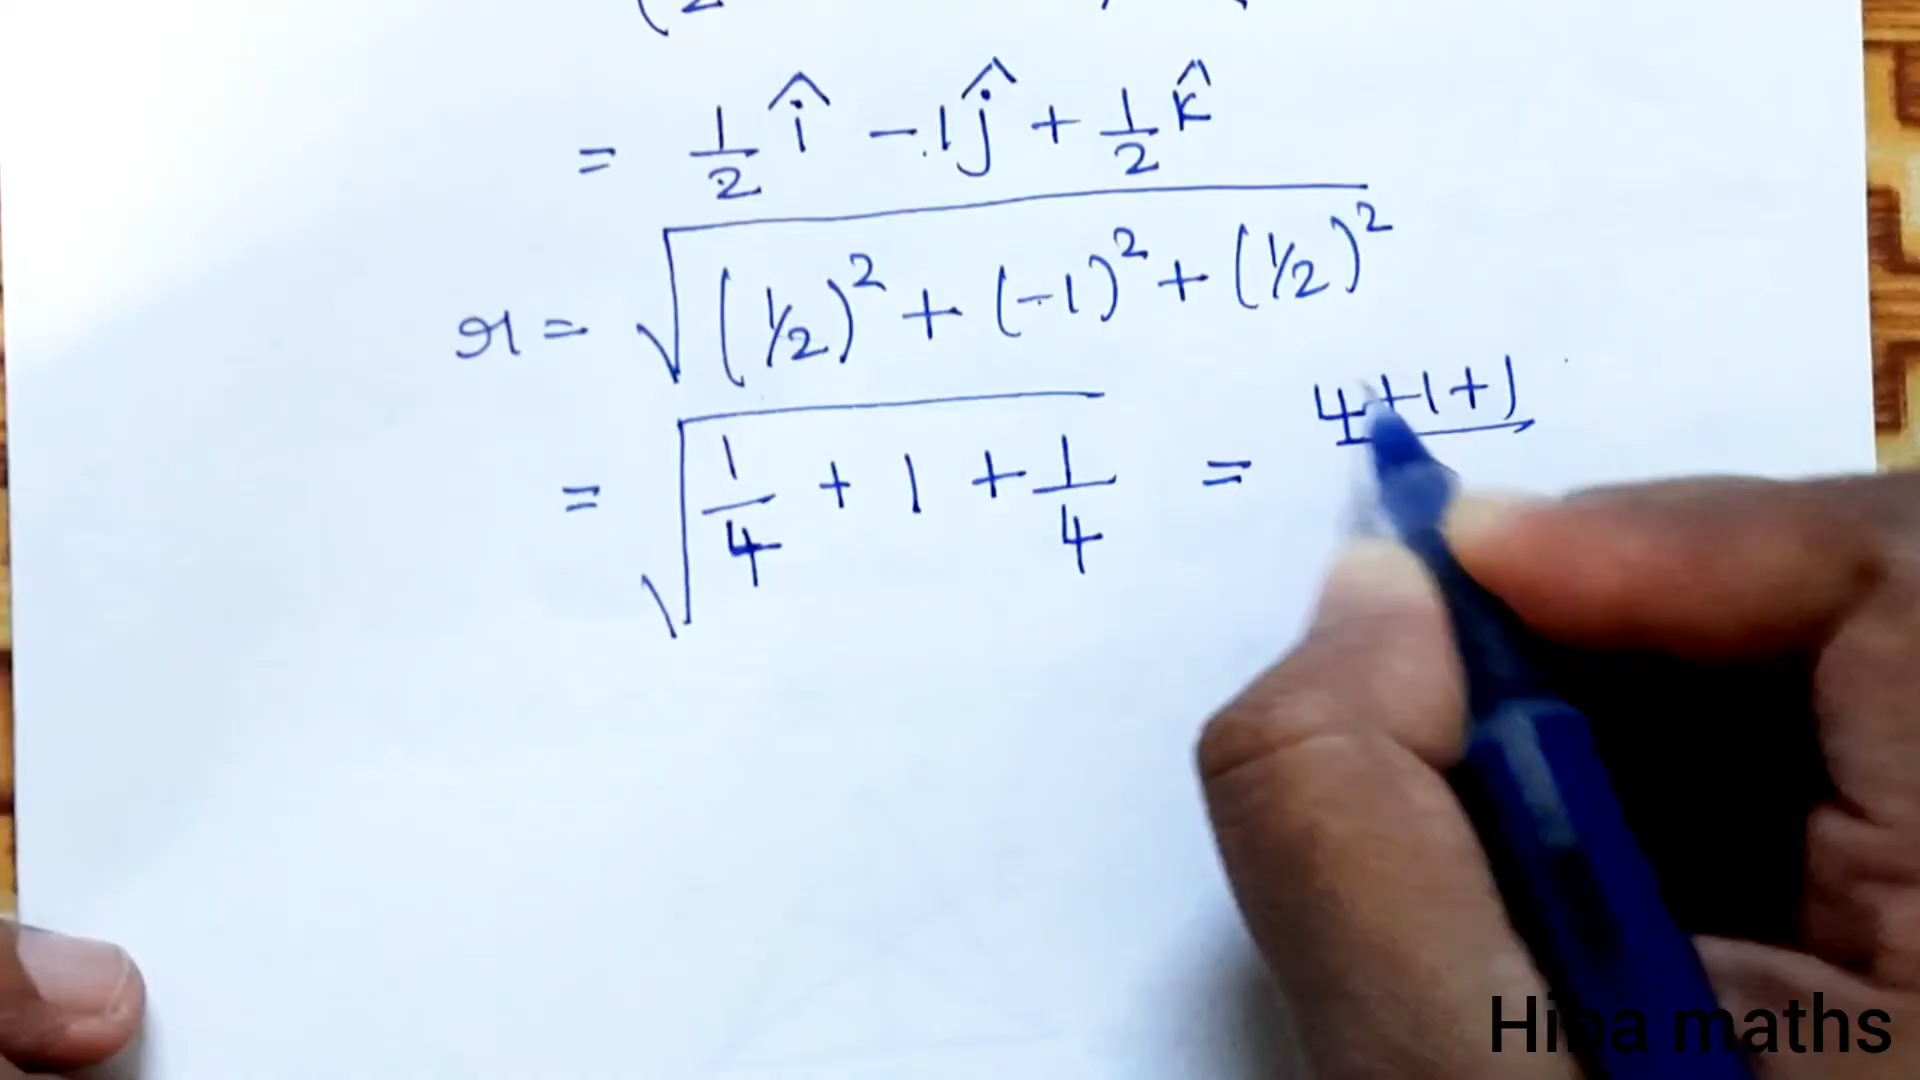 = 1/2 î - 1ĵ + 1/2 k̂
r = √((1/2)² + (-1)² + (1/2)²)
= √(1/4 + 1 + 1/4) = 4+1+1
Hiba maths